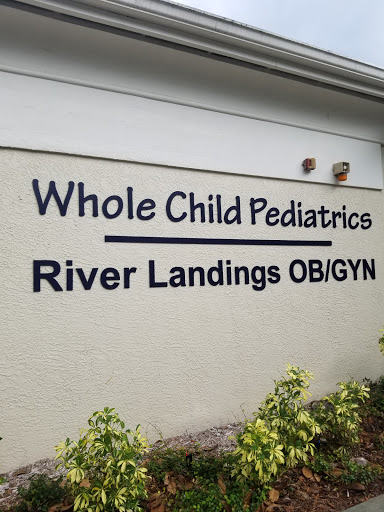 Whole Child Pediatrics
River Landings OB/GYN